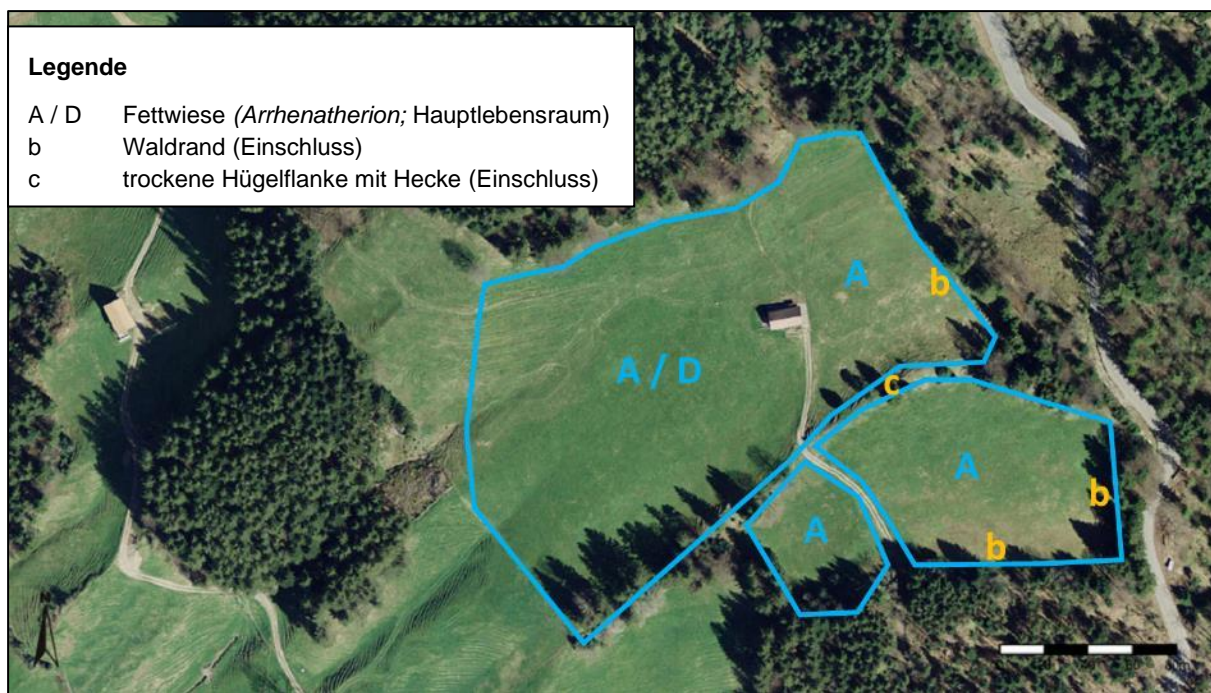 Legende
A / D Fettwiese (Arrhenatherion; Hauptlebensraum)
b Waldrand (Einschluss)
c trockene Hügelflanke mit Hecke (Einschluss)
A
b
A / D
c
A
b
A
b
N